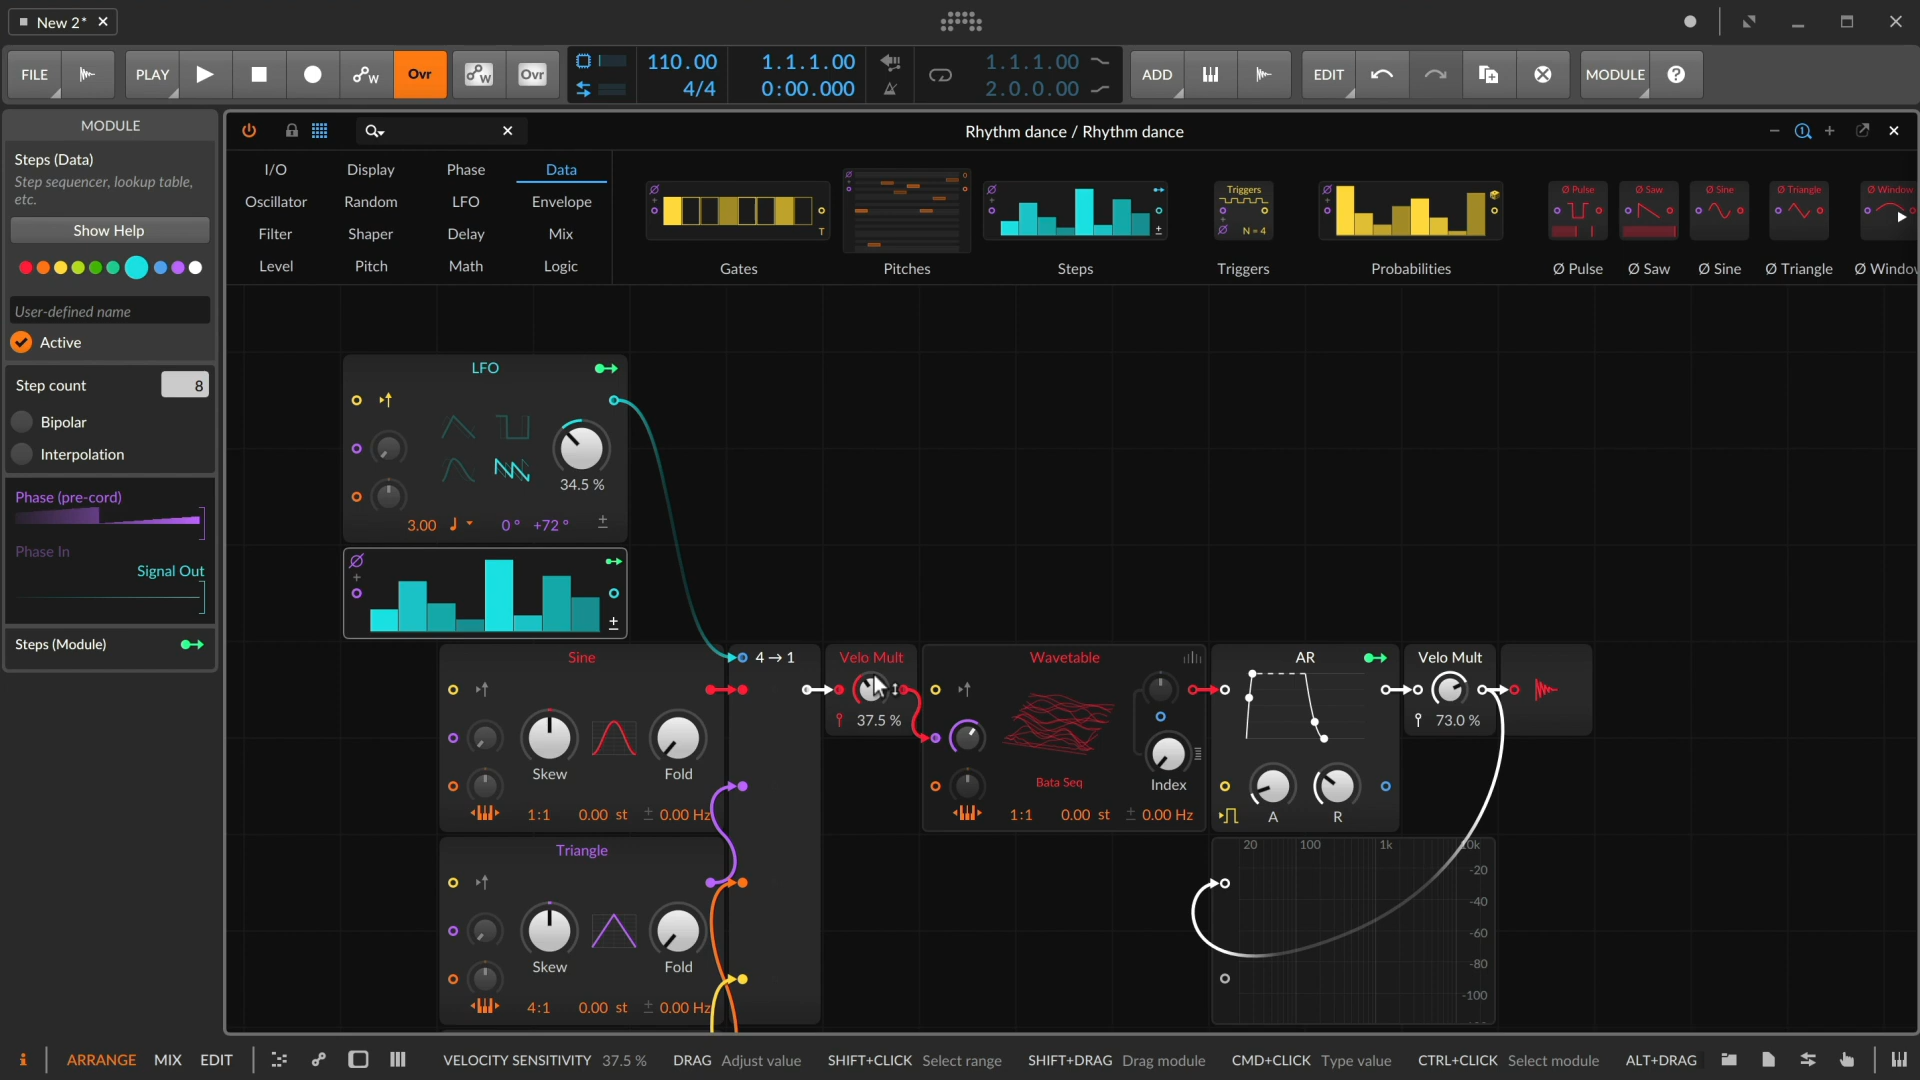 New 2*
FILE
PLAY
Ovr
Ovr
110.00
4/4
1.1.1.00
0:00.000
1.1.1.00
2.0.0.00
ADD
EDIT
MODULE
?
MODULE
Steps (Data)
Step sequencer, lookup table,
etc.
Show Help
User-defined name
Active
Step count 8
Bipolar
Interpolation
Phase (pre-cord)
Phase In
Signal Out
Steps (Module)
Rhythm dance / Rhythm dance
I/O Display Phase Data
Oscillator Random LFO Envelope
Filter Shaper Delay Mix
Level Pitch Math Logic
T
Gates
Pitches
Steps
Triggers
N = 4
Triggers
Probabilities
Ø Pulse
Ø Pulse
Ø Saw
Ø Saw
Ø Sine
Ø Sine
Ø Triangle
Ø Triangle
Ø Window
Ø Windo
LFO
34.5 %
3.00 0° +72° ±
Sine
Skew Fold
1:1 0.00 st ± 0.00 Hz
4 → 1
Velo Mult
37.5 %
Wavetable
Bata Seq
Index
1:1 0.00 st ± 0.00 Hz
AR
A R
Velo Mult
73.0 %
Triangle
Skew Fold
4:1 0.00 st ± 0.00 Hz
20 100 1k 10k
-20
-40
-60
-80
-100
i ARRANGE MIX EDIT
VELOCITY SENSITIVITY 37.5 % DRAG Adjust value SHIFT+CLICK Select range SHIFT+DRAG Drag module CMD+CLICK Type value CTRL+CLICK Select module ALT+DRAG